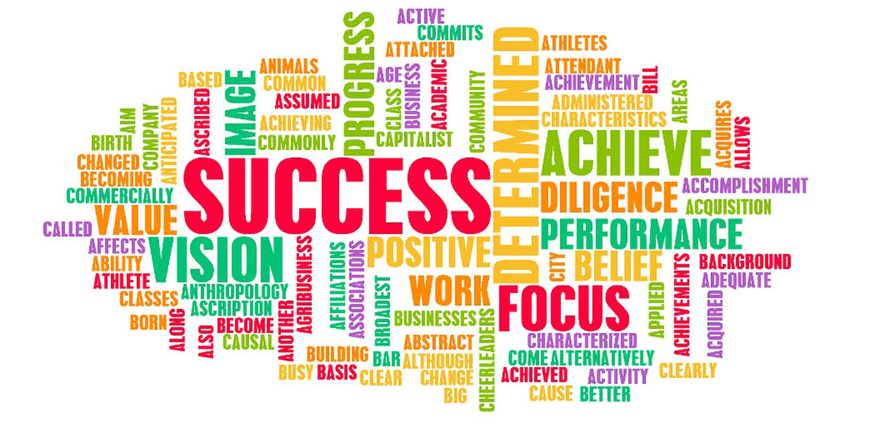 ACTIVE
COMMITS
ATTACHED
PROGRESS
DETERMINED
ATHLETES
ATTENDANT
ACHIEVEMENT
BILL
ANIMALS
BASED
COMMON
IMAGE
ASSUMED
ASCRIBED
ACHIEVING
COMMONLY
AGE
CLASS
BUSINESS
ACADEMIC
CAPITALIST
COMMUNITY
ADMINISTERED
CHARACTERISTICS
AREAS
AIM
BIRTH
COMPANY
ANTICIPATED
CHANGED
BECOMING
COMMERCIALLY
SUCCESS
ACHIEVE
ACQUIRES
ALLOWS
DILIGENCE
ACCOMPLISHMENT
ACQUISITION
CALLED
VALUE
AFFECTS
ABILITY
ATHLETE
VISION
POSITIVE
PERFORMANCE
CITY
BELIEF
BACKGROUND
ADEQUATE
CLASSES
ANTHROPOLOGY
ASCRIPTION
AGRIBUSINESS
AFFILIATIONS
ASSOCIATIONS
BROADEST
WORK
FOCUS
APPLIED
ACHIEVEMENTS
ACQUIRED
BORN
ALONG
ALSO
BECOME
CAUSAL
ANOTHER
BUSINESSES
CHEERLEADERS
CHARACTERIZED
BUILDING
BAR
ABSTRACT
ALTHOUGH
COME
ALTERNATIVELY
BUSY
BASIS
CLEAR
CHANGE
BIG
ACHIEVED
ACTIVITY
CLEARLY
CAUSE
BETTER